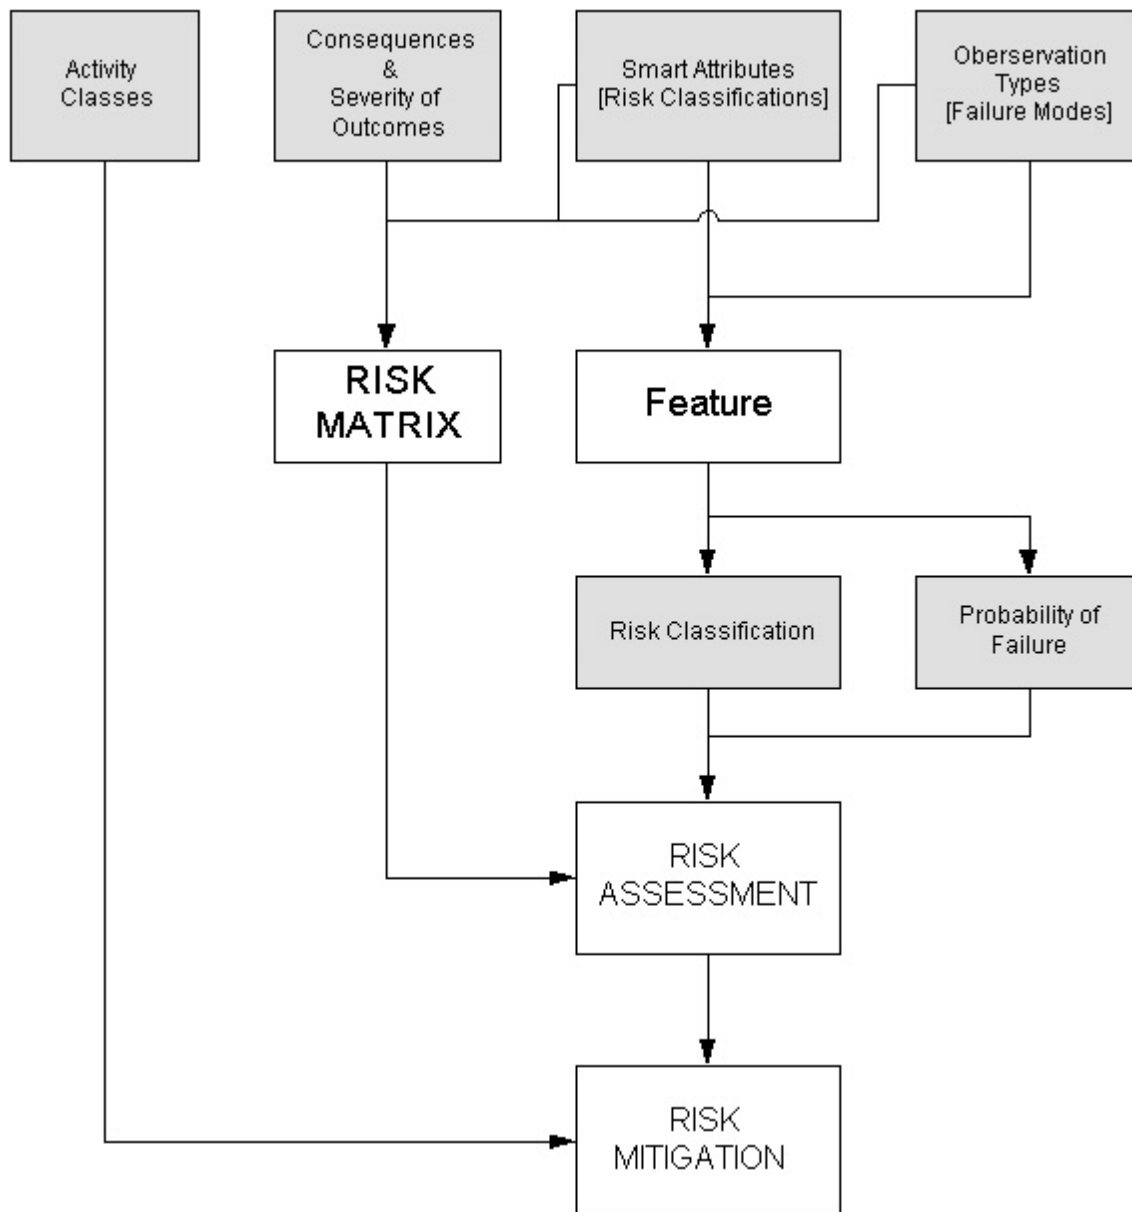 Activity
Classes
Consequences
&
Severity of
Outcomes
Smart Attributes
[Risk Classifications]
Oberservation
Types
[Failure Modes]
RISK
MATRIX
Feature
Risk Classification
Probability of
Failure
RISK
ASSESSMENT
RISK
MITIGATION